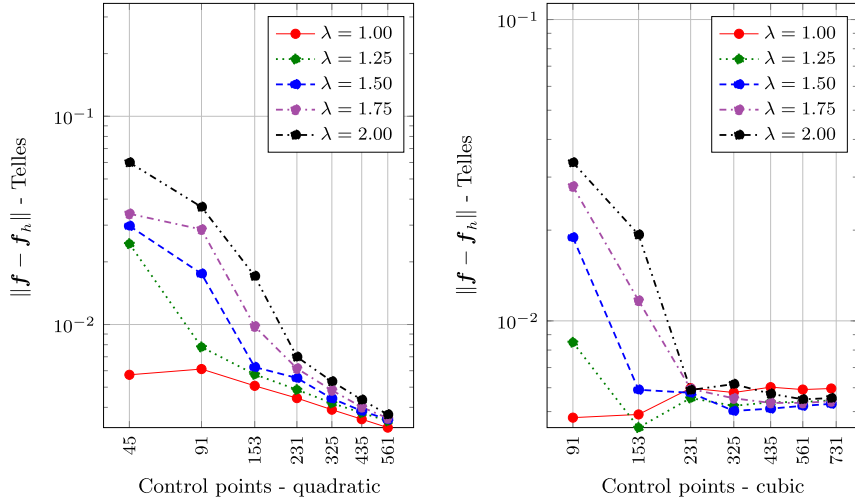 λ = 1.00
λ = 1.25
λ = 1.50
λ = 1.75
λ = 2.00
10⁻¹
10⁻²
‖f − f_h‖ - Telles
45
91
153
231
325
435
561
Control points - quadratic
λ = 1.00
λ = 1.25
λ = 1.50
λ = 1.75
λ = 2.00
10⁻¹
10⁻²
‖f − f_h‖ - Telles
91
153
231
325
435
561
731
Control points - cubic